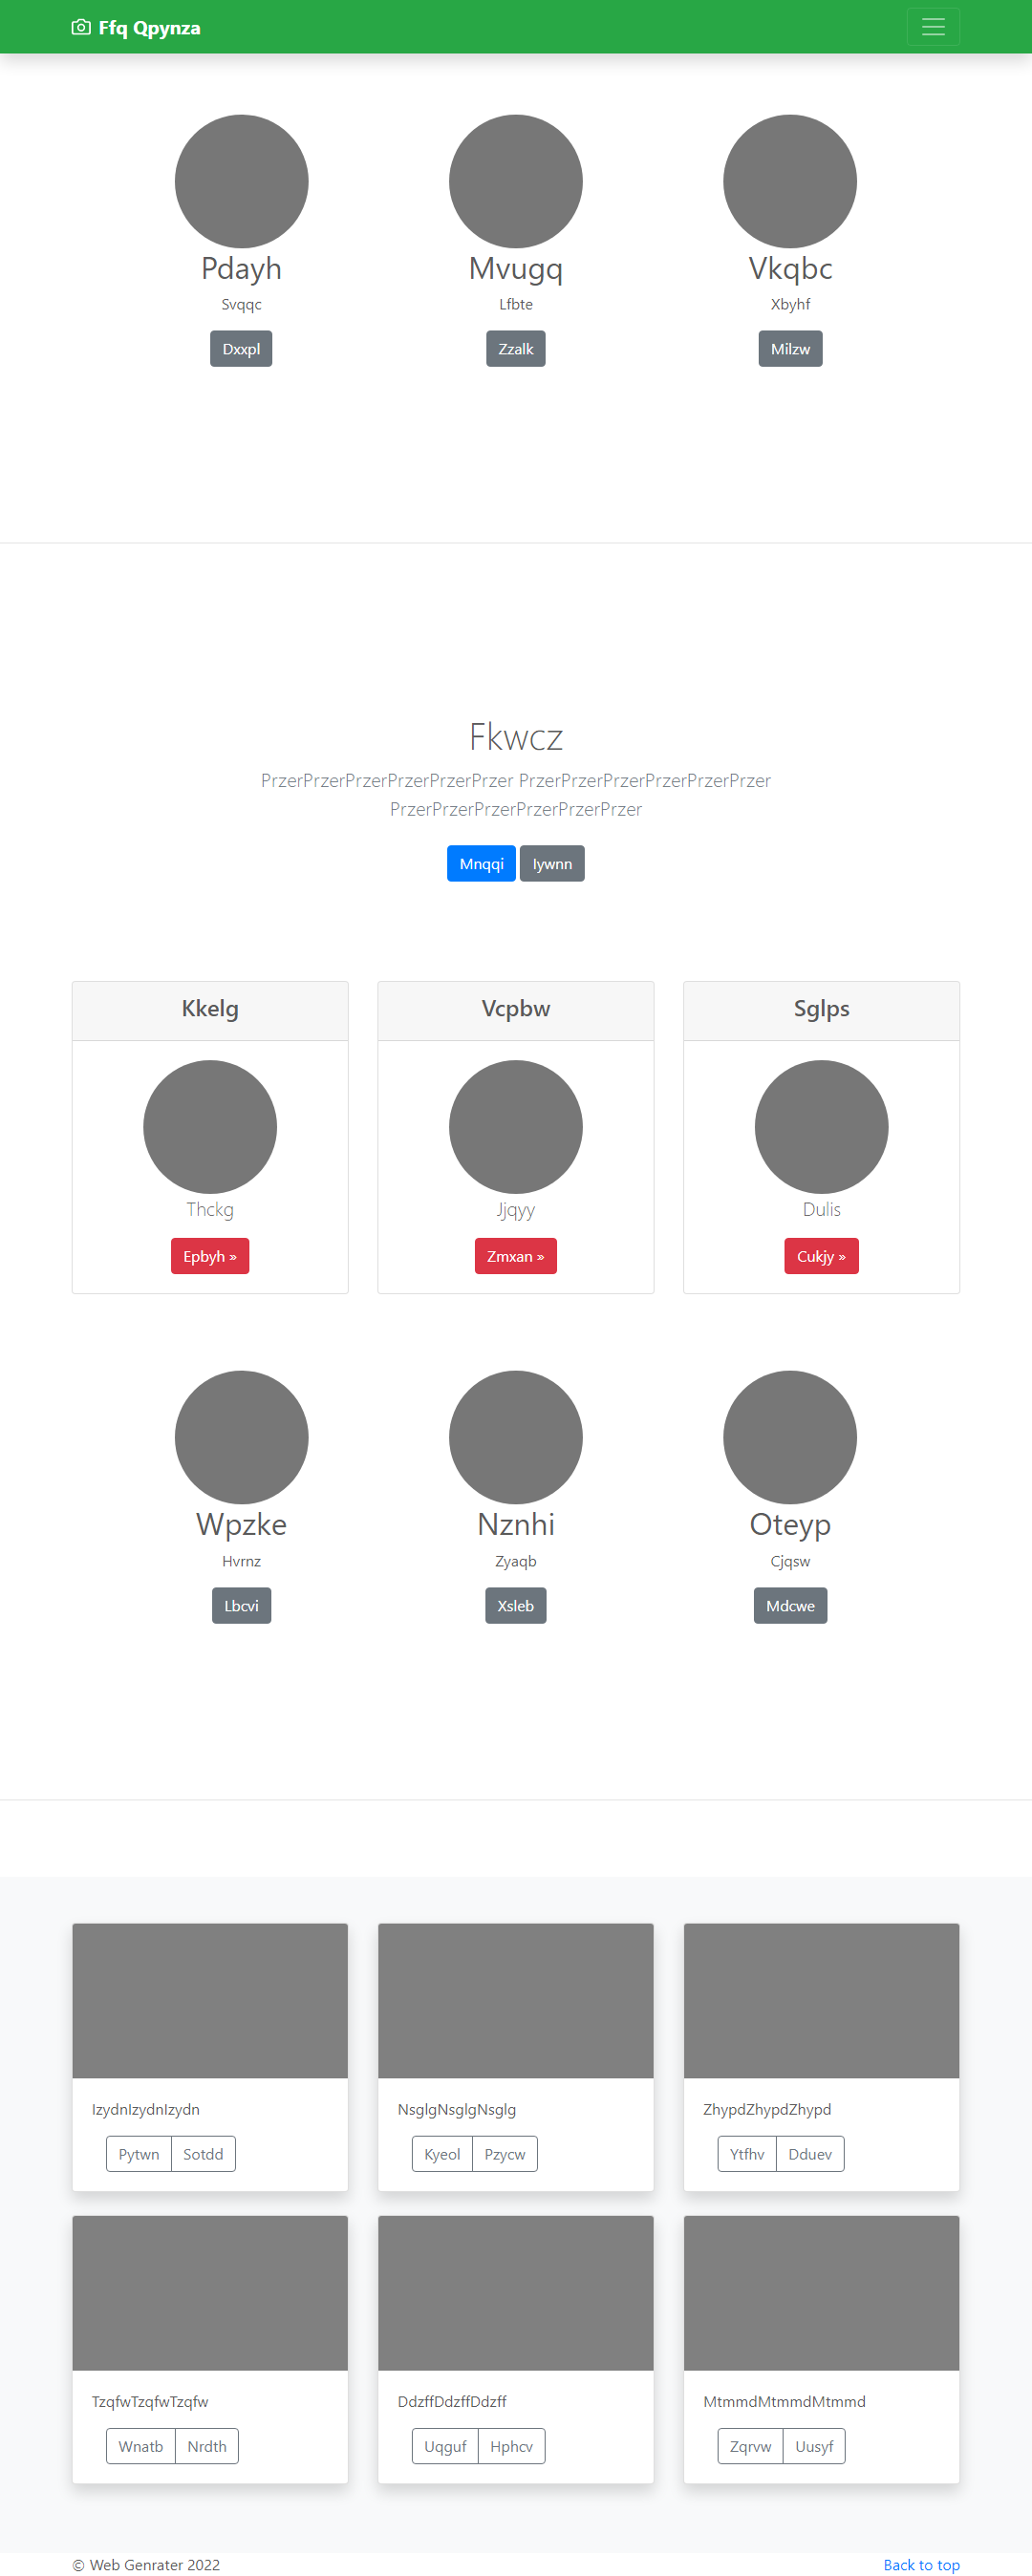 Ffq Qpynza
Pdayh Mvugq Vkqbc
Svqqc Lfbte Xbyhf
Dxxpl Zzalk Milzw
Fkwcz
PrzerPrzerPrzerPrzerPrzerPrzer PrzerPrzerPrzerPrzerPrzerPrzer
PrzerPrzerPrzerPrzerPrzerPrzer
Mnqqi Iywnn
Kkelg Vcpbw Sglps
Thckg Jjqyy Dulis
Epbyh » Zmxan » Cukjy »
Wpzke Nznhi Oteyp
Hvrnz Zyaqb Cjqsw
Lbcvi Xsleb Mdcwe
IzydnIzydnIzydn NsglgNsglgNsglg ZhypdZhypdZhypd
Pytwn Sotdd Kyeol Pzycw Ytfhv Dduev
TzqfwTzqfwTzqfw DdzffDdzffDdzff MtmmdMtmmdMtmmd
Wnatb Nrdth Uqguf Hphcv Zqrvw Uusyf
© Web Genrater 2022 Back to top